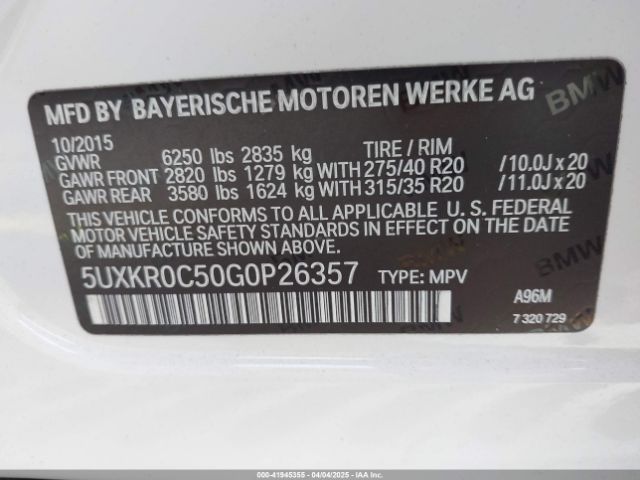 MFD BY BAYERISCHE MOTOREN WERKE AG
10/2015 TIRE / RIM
GVWR 6250 lbs 2835 kg
GAWR FRONT 2820 lbs 1279 kg WITH 275/40 R20 /10.0J x 20
GAWR REAR 3580 lbs 1624 kg WITH 315/35 R20 /11.0J x 20
THIS VEHICLE CONFORMS TO ALL APPLICABLE U. S. FEDERAL
MOTOR VEHICLE SAFETY STANDARDS IN EFFECT ON THE DATE
OF MANUFACTURE SHOWN ABOVE.
5UXKR0C50G0P26357 TYPE: MPV
A96M
7 320 729
BMW
BMW
000-41945355 - 04/04/2025 - IAAI.COM